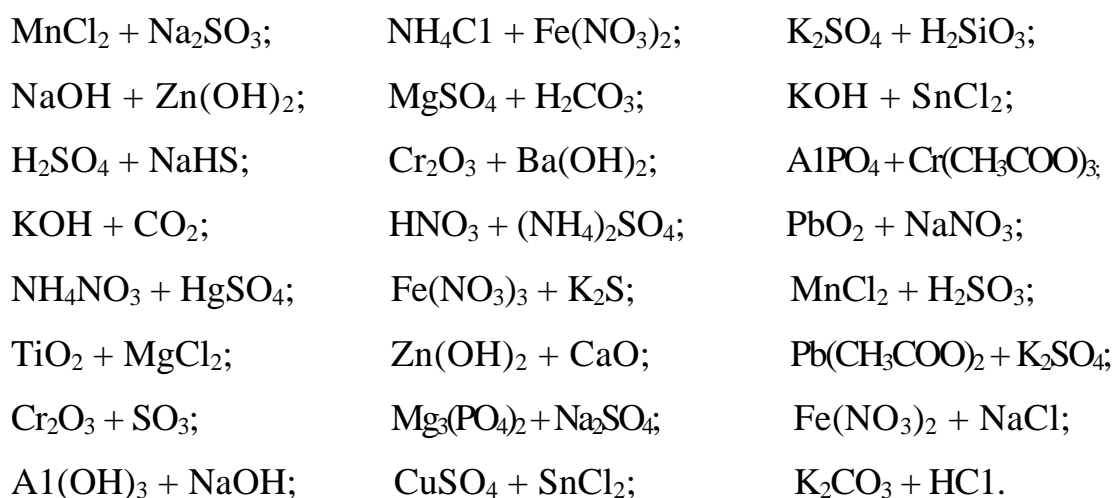 MnCl₂ + Na₂SO₃; NH₄C1 + Fe(NO₃)₂; K₂SO₄ + H₂SiO₃;
NaOH + Zn(OH)₂; MgSO₄ + H₂CO₃; KOH + SnCl₂;
H₂SO₄ + NaHS; Cr₂O₃ + Ba(OH)₂; A1PO₄ + Cr(CH₃COO)₃;
KOH + CO₂; HNO₃ + (NH₄)₂SO₄; PbO₂ + NaNO₃;
NH₄NO₃ + HgSO₄; Fe(NO₃)₃ + K₂S; MnCl₂ + H₂SO₃;
TiO₂ + MgCl₂; Zn(OH)₂ + CaO; Pb(CH₃COO)₂ + K₂SO₄;
Cr₂O₃ + SO₃; Mg₃(PO₄)₂ + Na₂SO₄; Fe(NO₃)₂ + NaCl;
A1(OH)₃ + NaOH; CuSO₄ + SnCl₂; K₂CO₃ + HC1.